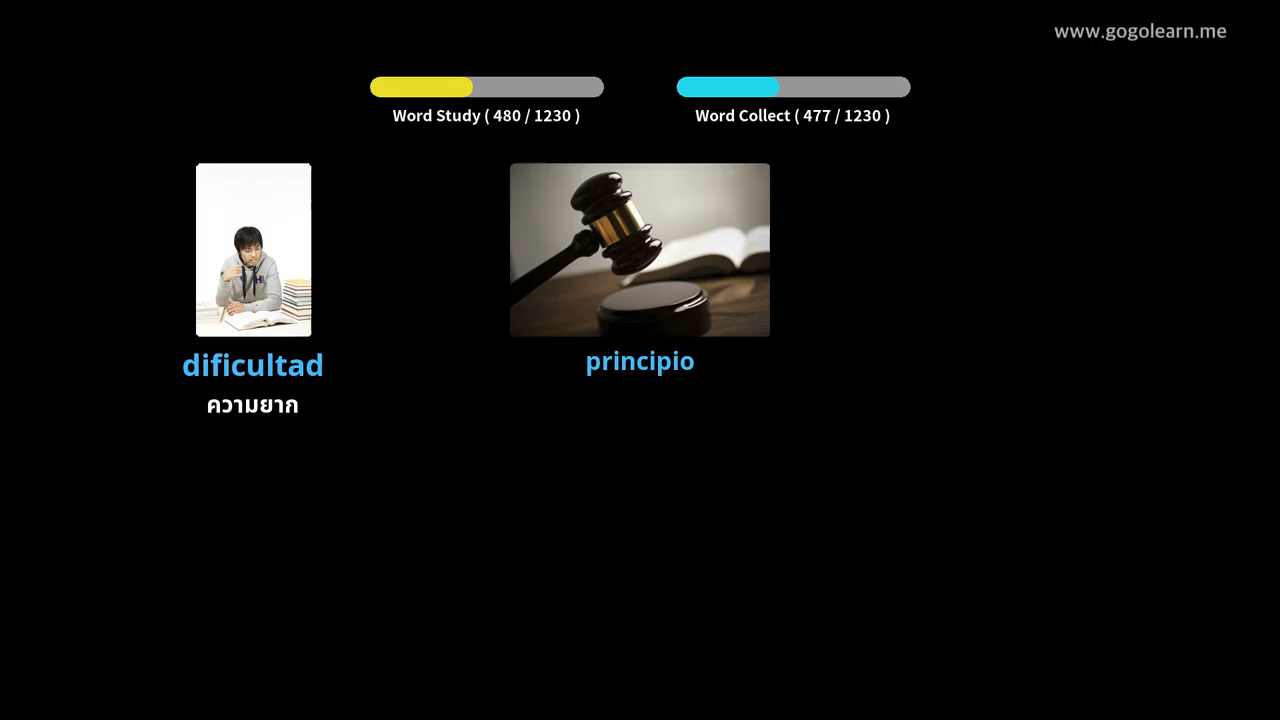 www.gogolearn.me
Word Study ( 480 / 1230 )
Word Collect ( 477 / 1230 )
dificultad
ความยาก
principio